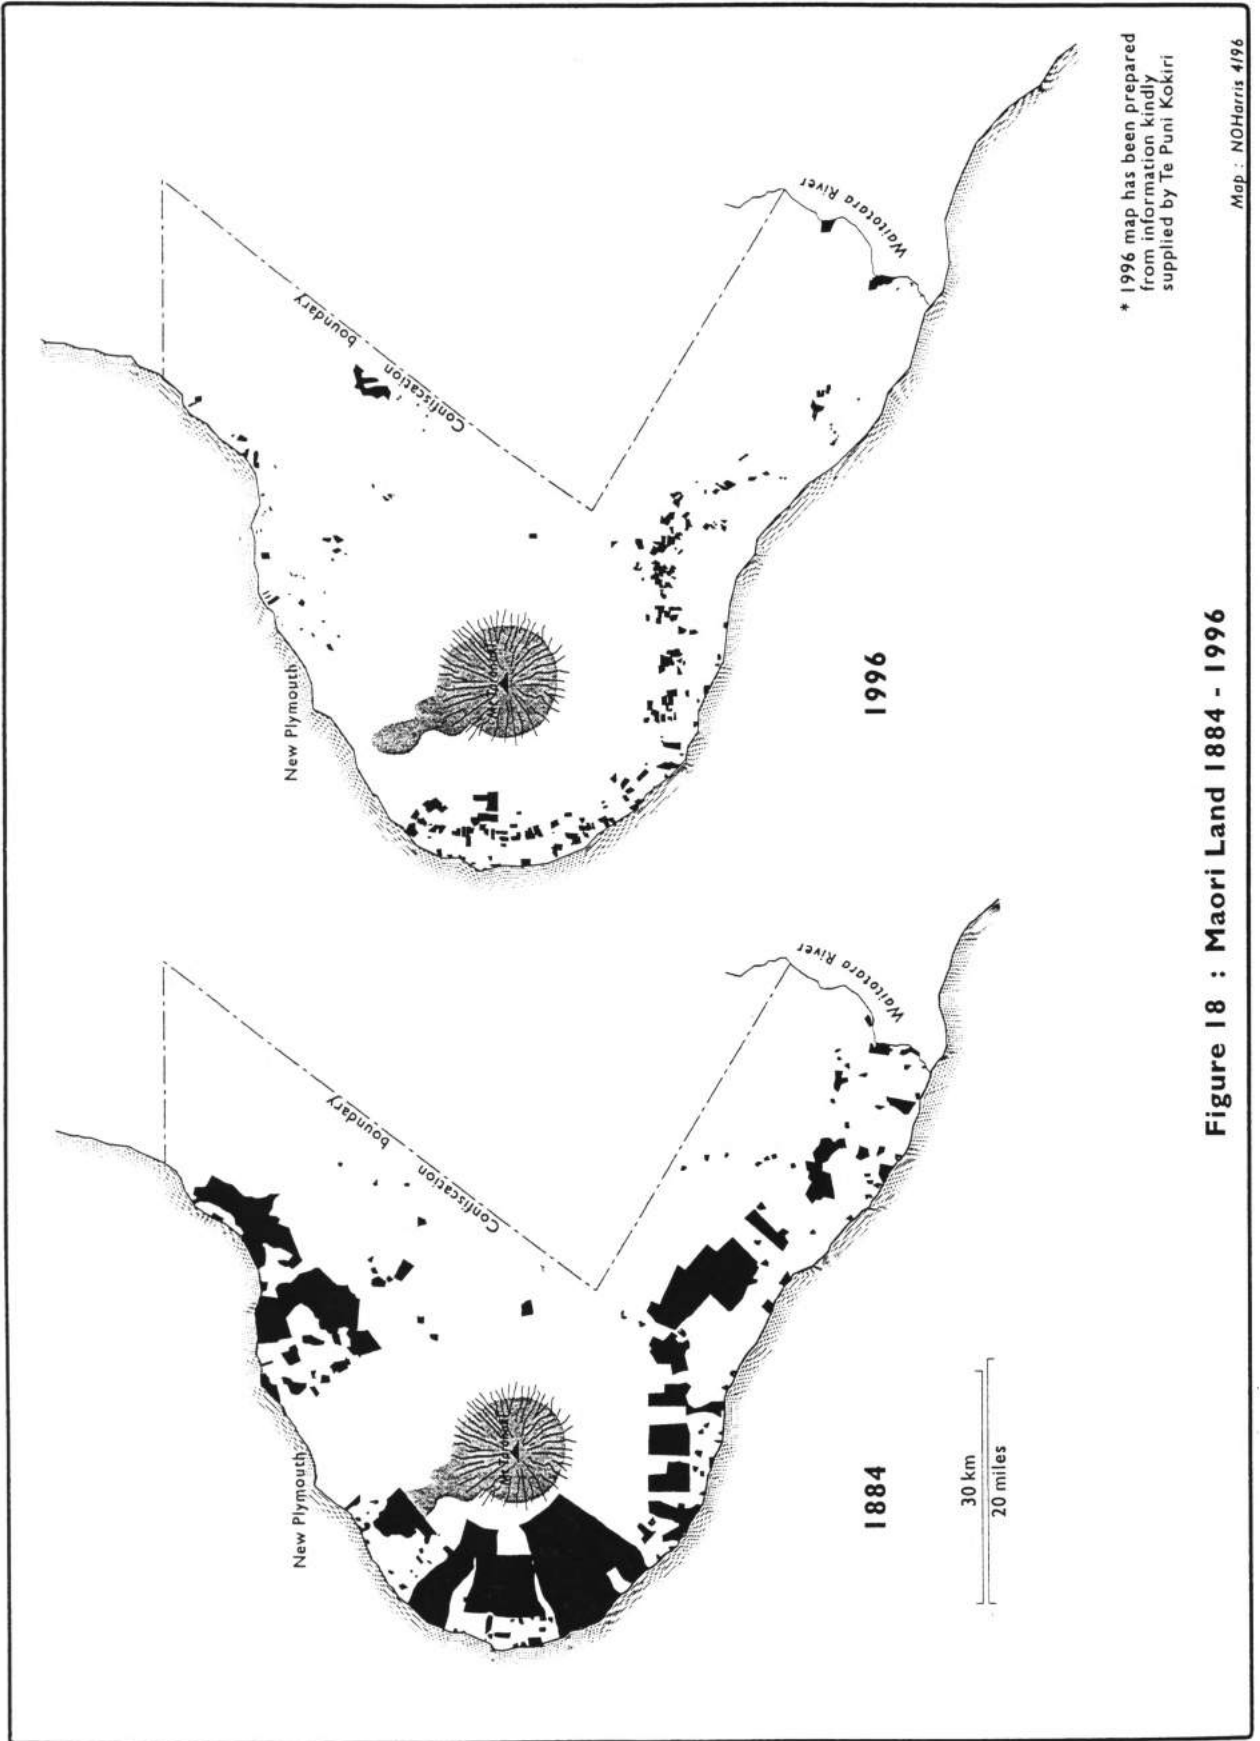 New Plymouth
Confiscation
boundary
Waitotara River
1884
30 km
20 miles
New Plymouth
Confiscation
boundary
Waitotara River
1996
* 1996 map has been prepared
from information kindly
supplied by Te Puni Kokiri
Figure 18 : Maori Land 1884 - 1996
Map : NOHarris 4/96